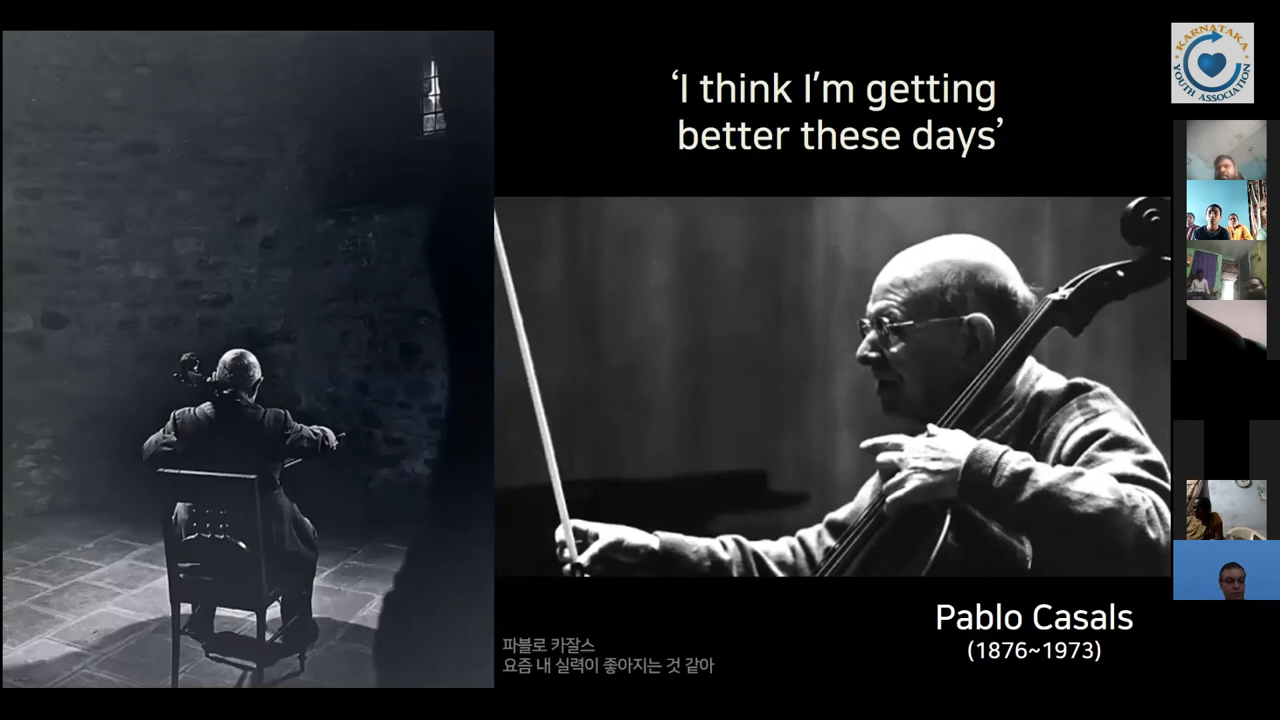 ‘I think I’m getting
better these days’
KARNATAKA
YOUTH ASSOCIATION
Pablo Casals
(1876~1973)
파블로 카잘스
요즘 내 실력이 좋아지는 것 같아